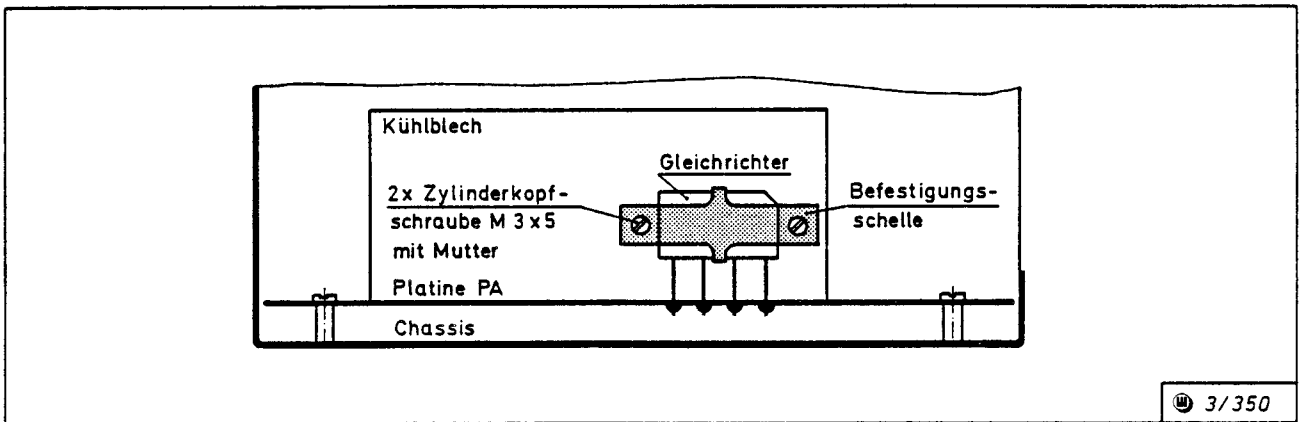 Kühlblech
Gleichrichter
2x Zylinderkopf-
schraube M 3x5
mit Mutter
Befestigungs-
schelle
Platine PA
Chassis
3/350